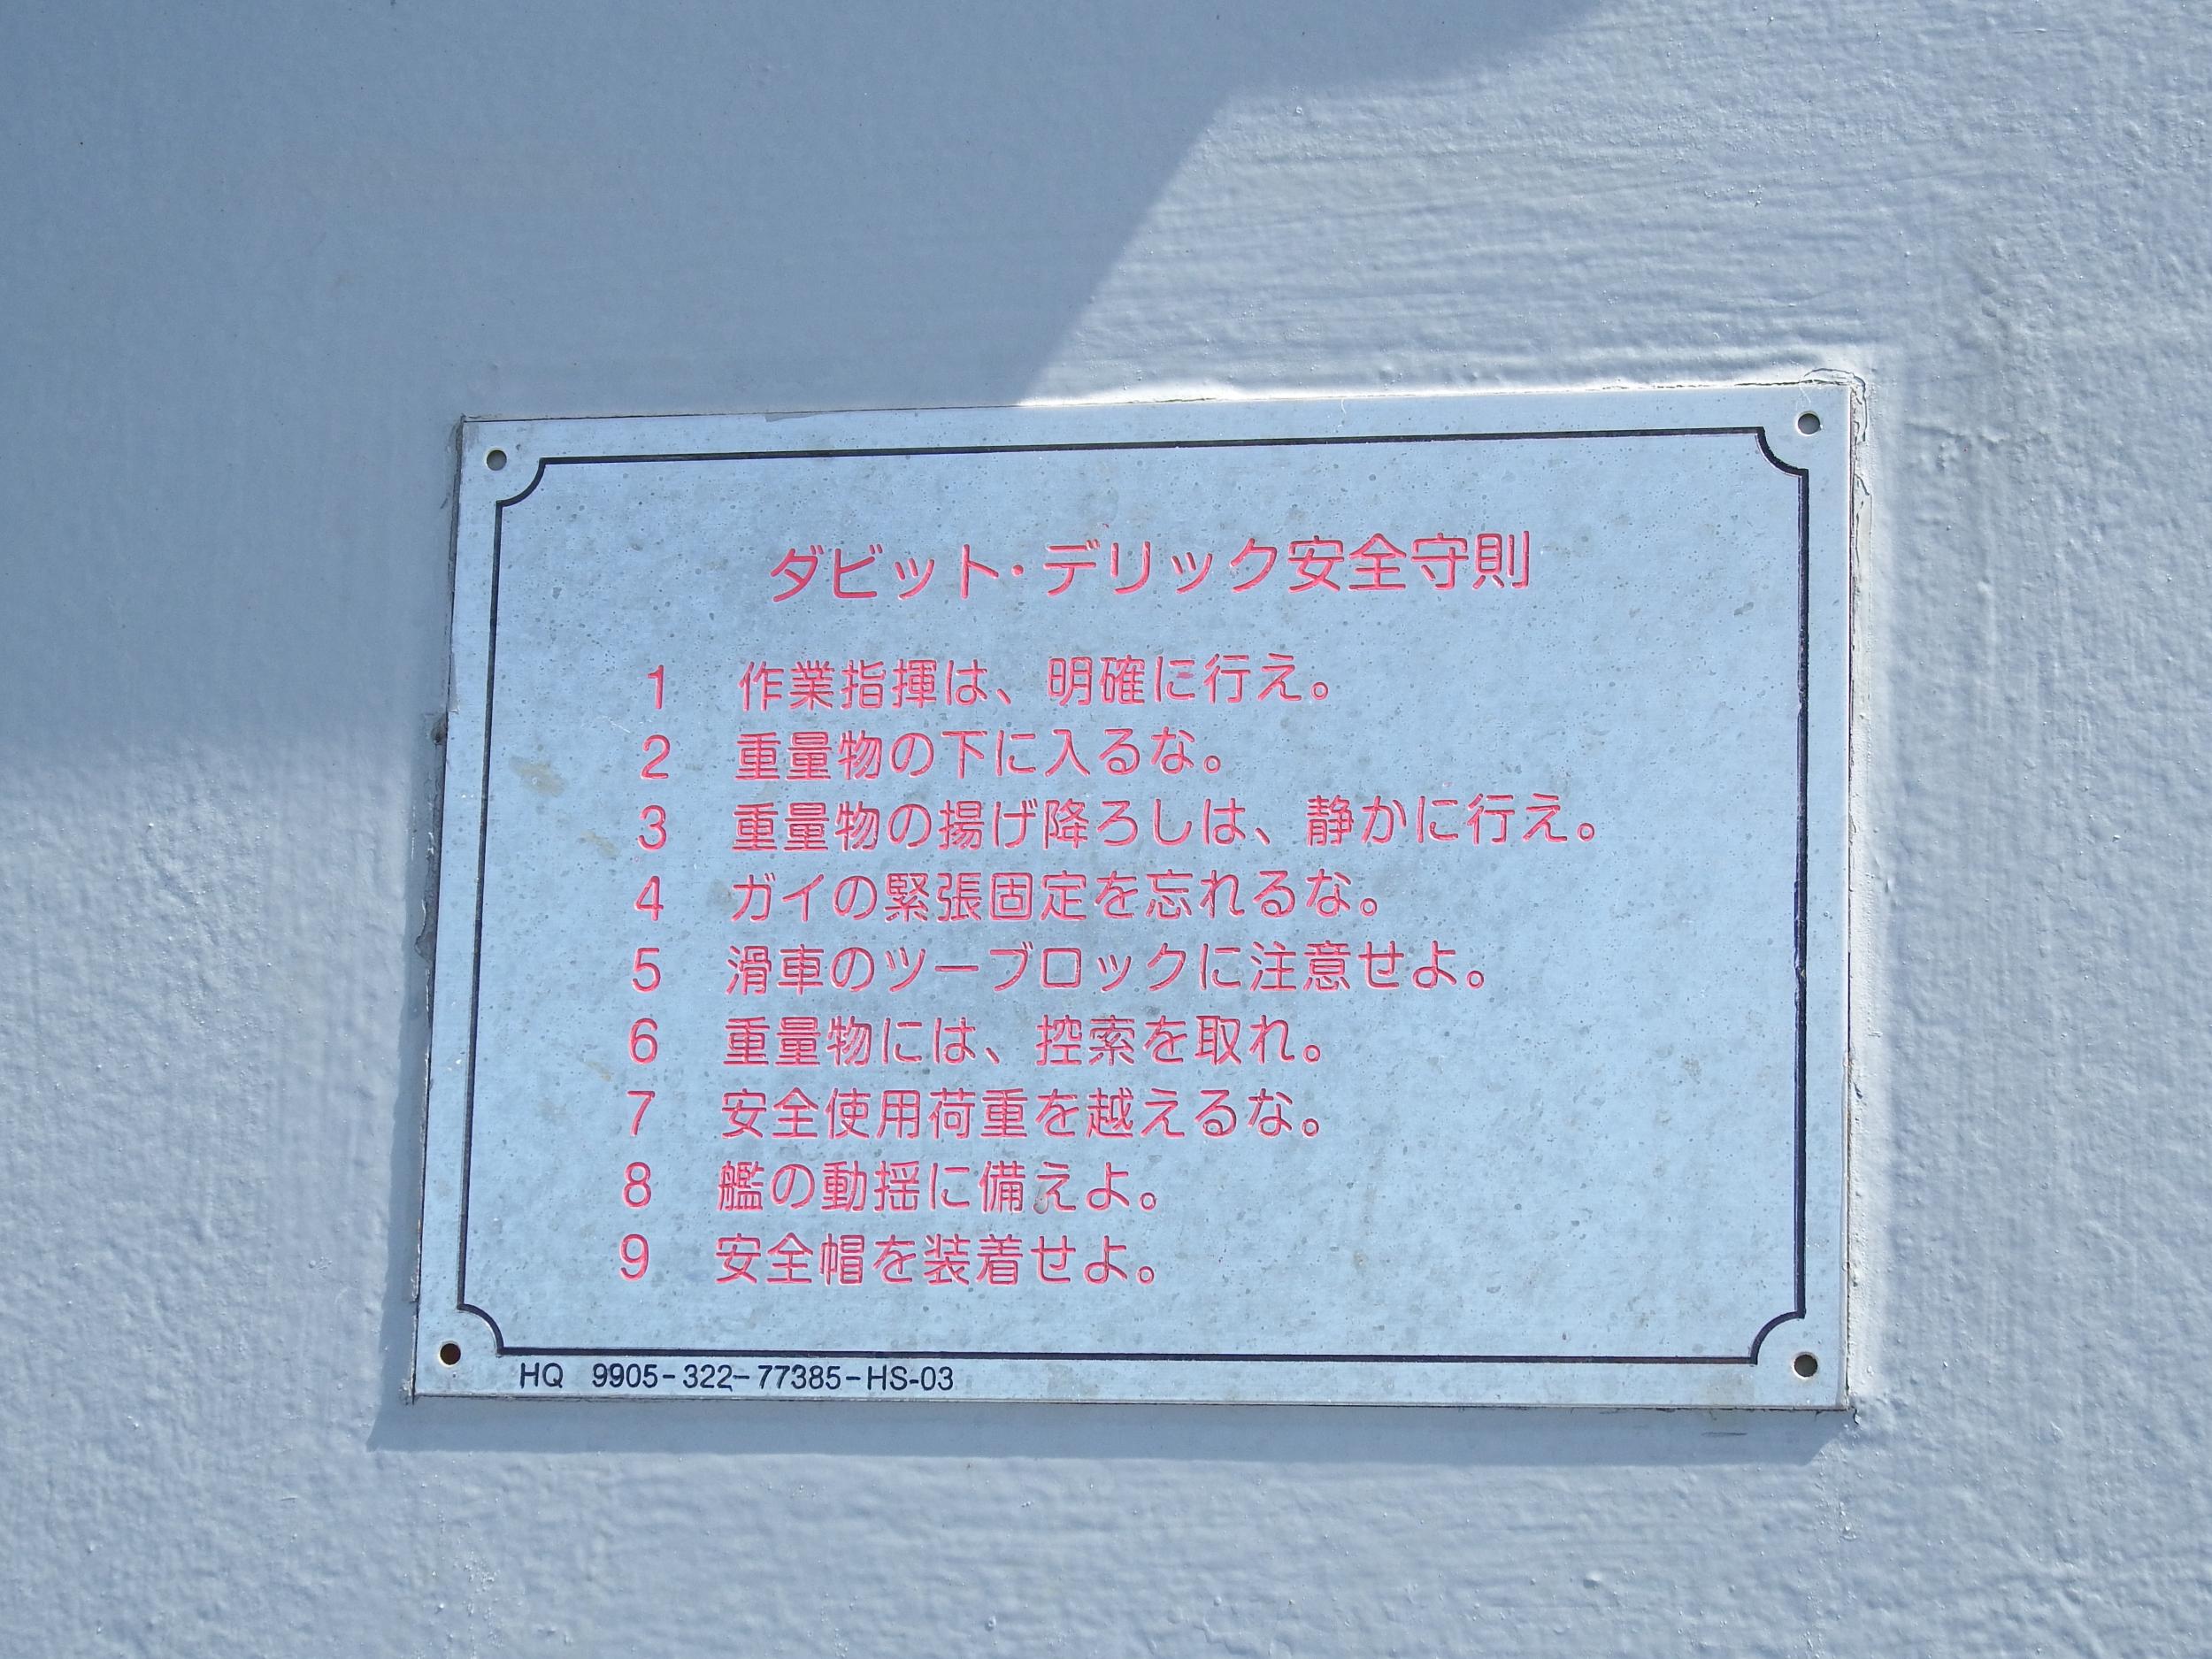 ダビット・デリック安全守則
1 作業指揮は、明確に行え。
2 重量物の下に入るな。
3 重量物の揚げ降ろしは、静かに行え。
4 ガイの緊張固定を忘れるな。
5 滑車のツーブロックに注意せよ。
6 重量物には、控索を取れ。
7 安全使用荷重を越えるな。
8 艦の動揺に備えよ。
9 安全帽を装着せよ。
HQ 9905-322-77385-HS-03